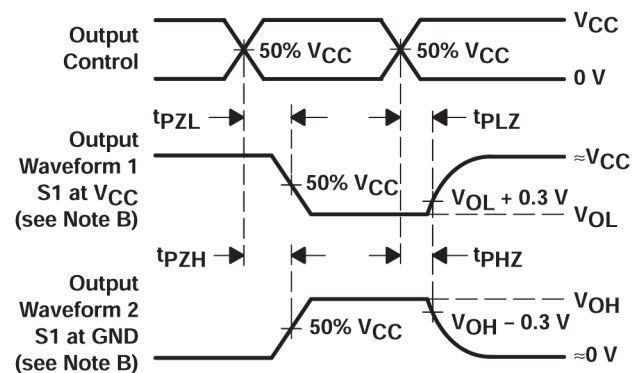 Output
Control
50% VCC
50% VCC
VCC
0 V
tPZL
tPLZ
Output
Waveform 1
S1 at VCC
(see Note B)
50% VCC
≈VCC
VOL + 0.3 V
VOL
tPZH
tPHZ
Output
Waveform 2
S1 at GND
(see Note B)
50% VCC
VOH
VOH − 0.3 V
≈0 V